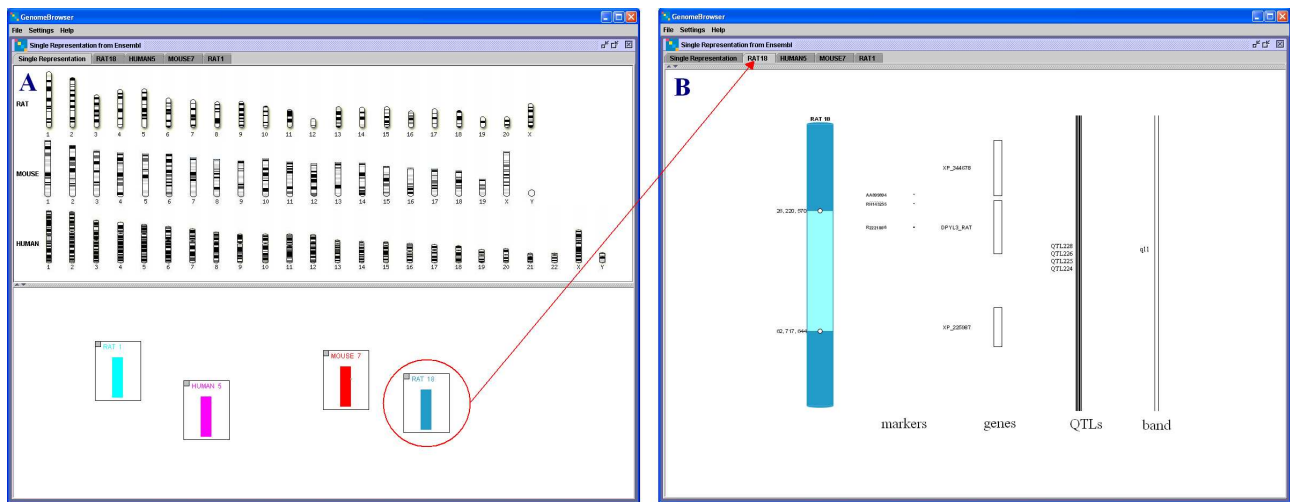 GenomeBrowser
File Settings Help
Single Representation from Ensembl
Single Representation RAT18 HUMAN5 MOUSE7 RAT1
A
RAT
1 2 3 4 5 6 7 8 9 10 11 12 13 14 15 16 17 18 19 20 X
MOUSE
1 2 3 4 5 6 7 8 9 10 11 12 13 14 15 16 17 18 19 X Y
HUMAN
1 2 3 4 5 6 7 8 9 10 11 12 13 14 15 16 17 18 19 20 21 22 X Y
RAT 1
HUMAN 5
MOUSE 7
RAT 18
GenomeBrowser
File Settings Help
Single Representation from Ensembl
Single Representation RAT18 HUMAN5 MOUSE7 RAT1
B
RAT 18
XP_344678
DPYL3_RAT
QTL228
QTL226
QTL225
QTL224
q11
XP_225987
markers genes QTLs band